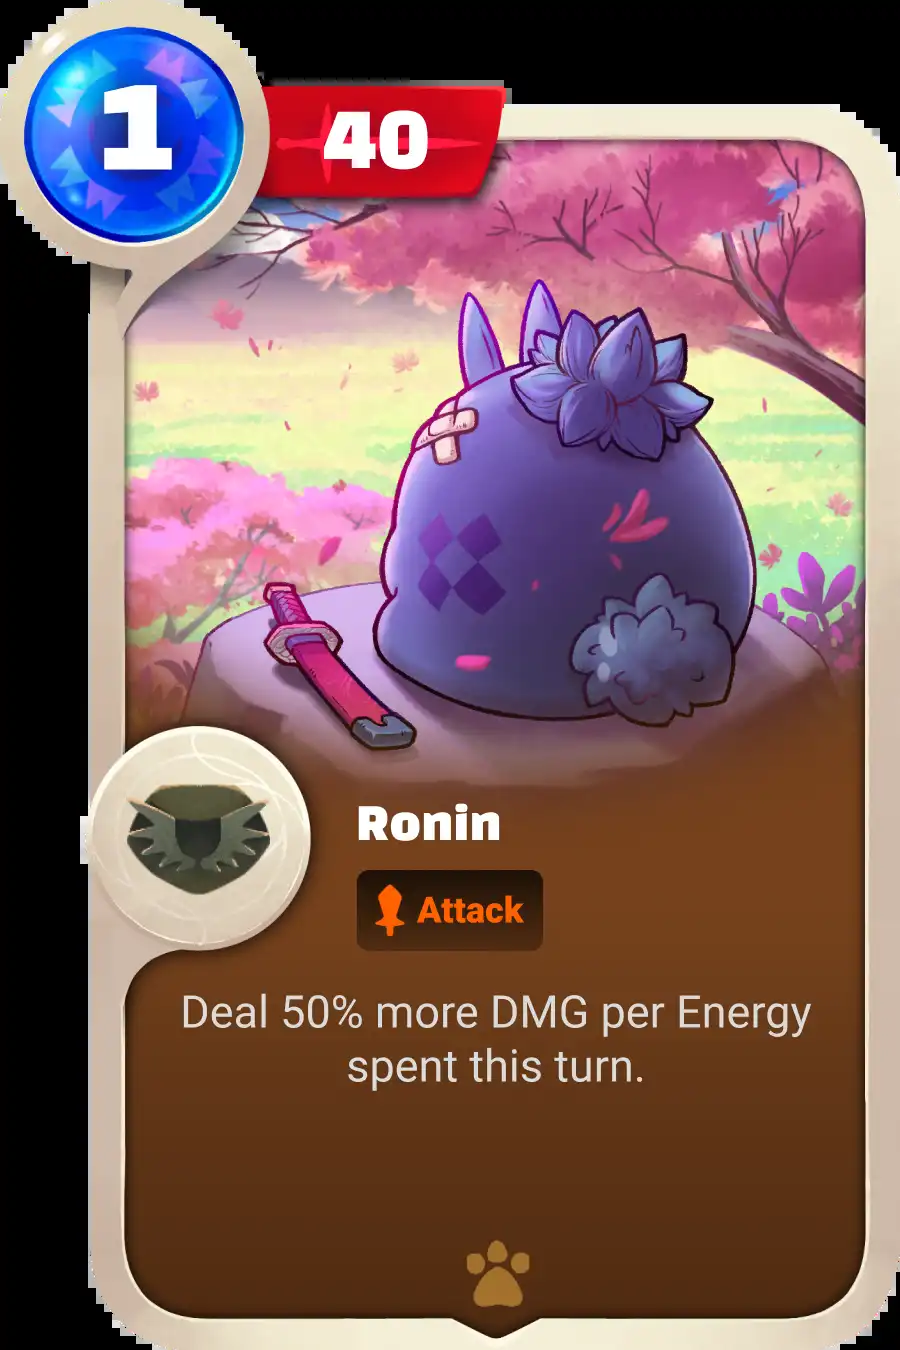 1
40
Ronin
Attack
Deal 50% more DMG per Energy
spent this turn.